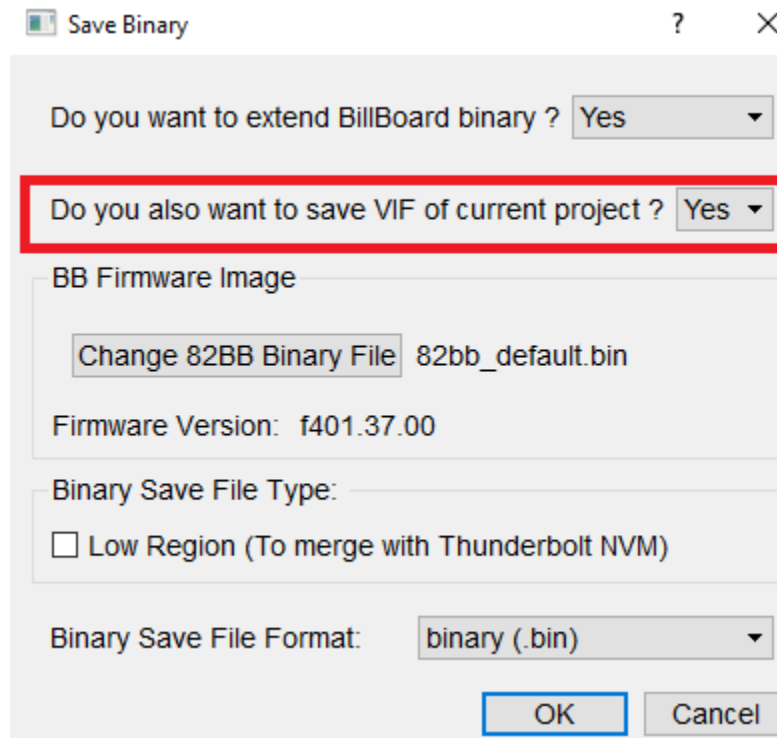 Save Binary ? X
Do you want to extend BillBoard binary ? Yes
Do you also want to save VIF of current project ? Yes
BB Firmware Image
Change 82BB Binary File 82bb_default.bin
Firmware Version: f401.37.00
Binary Save File Type:
Low Region (To merge with Thunderbolt NVM)
Binary Save File Format: binary (.bin)
OK Cancel